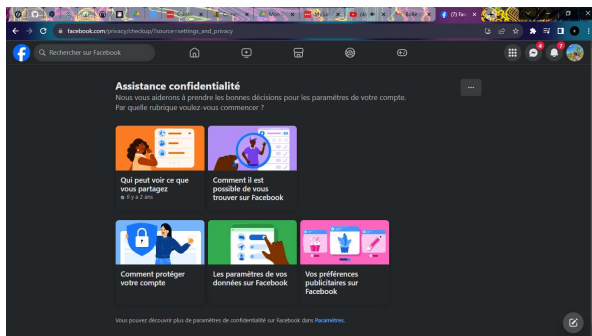 facebook.com/privacy/checkup/?source=settings_and_privacy
Rechercher sur Facebook
Assistance confidentialité
Nous vous aiderons à prendre les bonnes décisions pour les paramètres de votre compte.
Par quelle rubrique voulez-vous commencer ?
Qui peut voir ce que
vous partagez
Il y a 2 ans
Comment il est
possible de vous
trouver sur Facebook
Comment protéger
votre compte
Les paramètres de vos
données sur Facebook
Vos préférences
publicitaires sur
Facebook
Vous pouvez découvrir plus de paramètres de confidentialité sur Facebook dans Paramètres.